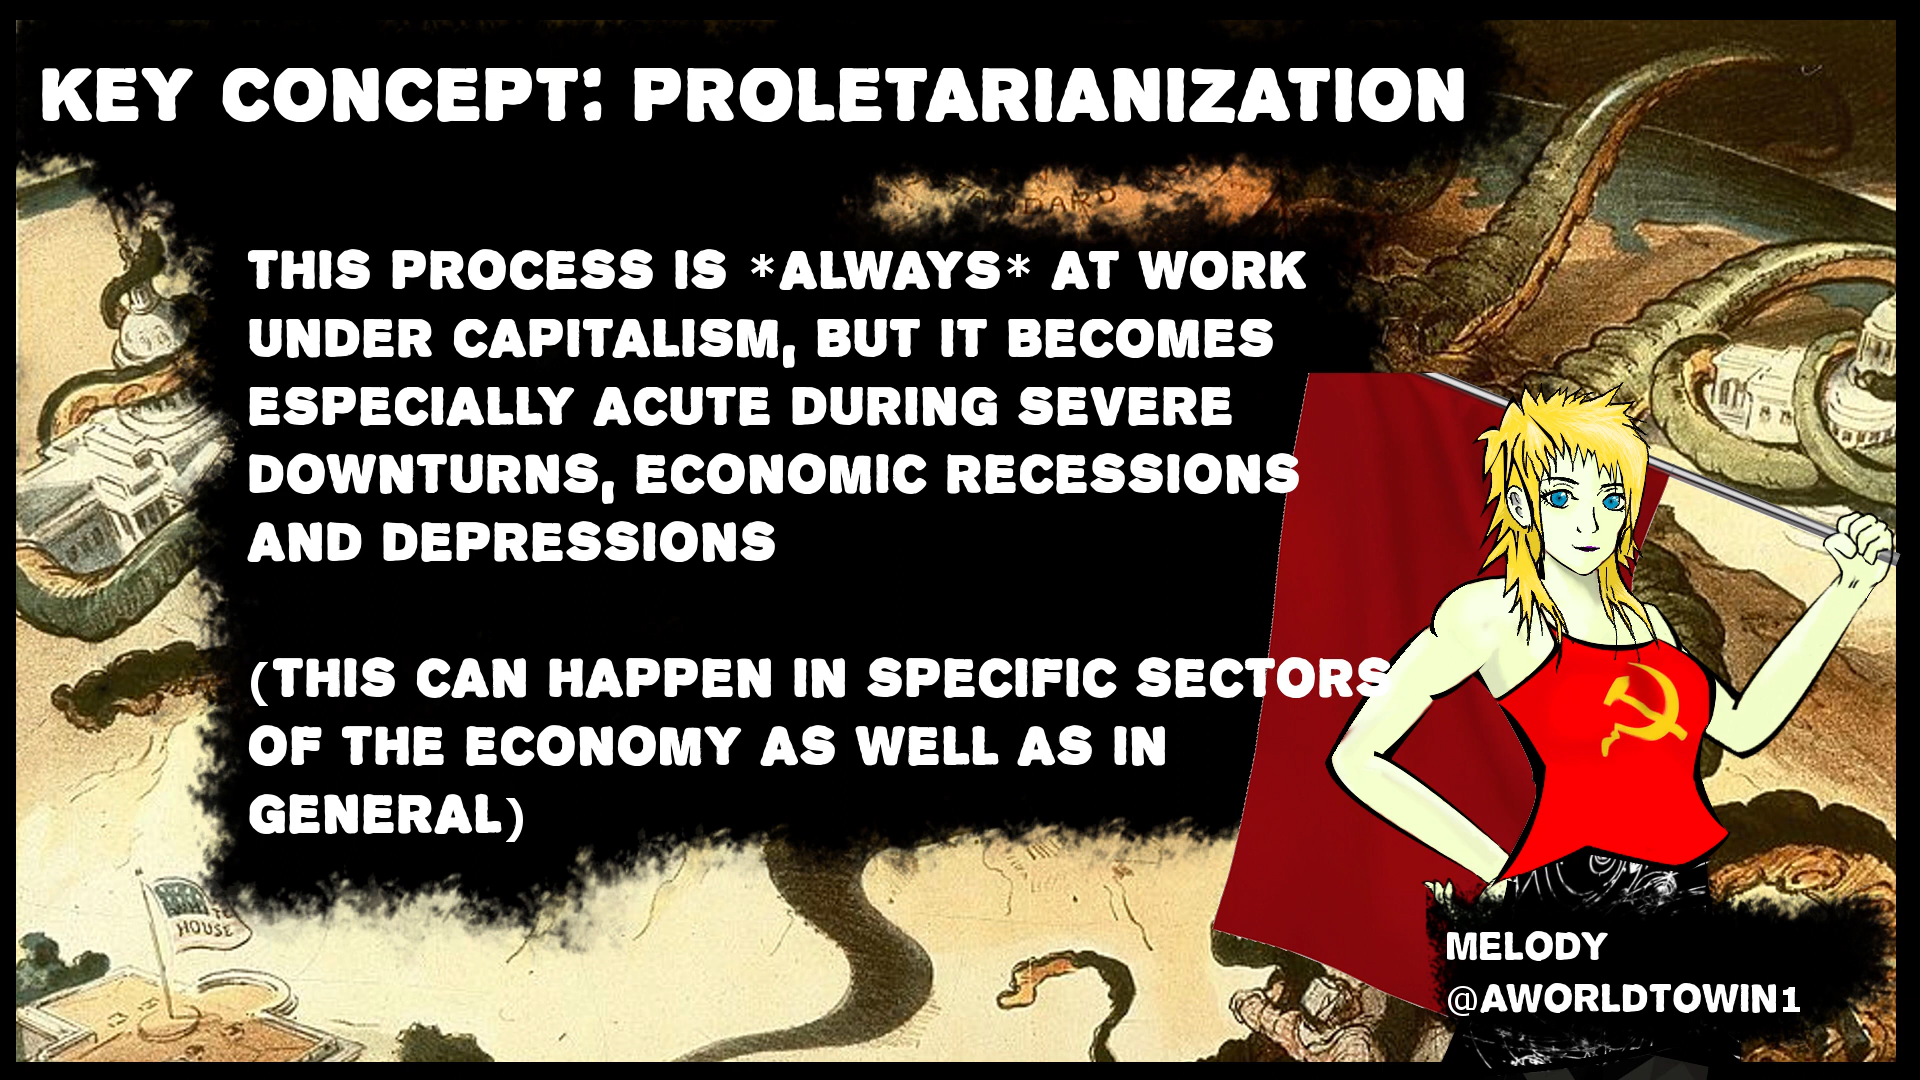 KEY CONCEPT: PROLETARIANIZATION
NDARD
THIS PROCESS IS *ALWAYS* AT WORK
UNDER CAPITALISM, BUT IT BECOMES
ESPECIALLY ACUTE DURING SEVERE
DOWNTURNS, ECONOMIC RECESSIONS
AND DEPRESSIONS
(THIS CAN HAPPEN IN SPECIFIC SECTORS
OF THE ECONOMY AS WELL AS IN
GENERAL)
HOUSE
MELODY
@AWORLDTOWIN1